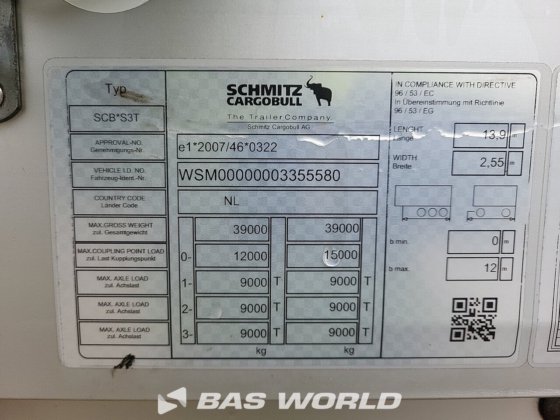 Typ
SCB*S3T
SCHMITZ
CARGOBULL
The TrailerCompany.
Schmitz Cargobull AG
IN COMPLIANCE WITH DIRECTIVE
96 / 53 / EC
In Übereinstimmung mit Richtlinie
96 / 53 / EG
APPROVAL-NO.
Genehmigungs-Nr.
e1*2007/46*0322
LENGHT
Länge
13,9 m
VEHICLE I.D. NO.
Fahrzeug-Ident.-Nr.
WSM00000003355580
WIDTH
Breite
2,55 m
COUNTRY CODE
Länder Code
NL
MAX.GROSS WEIGHT
zul. Gesamtgewicht
39000 39000
b min. 0 m
MAX.COUPLING POINT LOAD
zul. Last Kupplungspunkt
0- 12000 15000
b max. 12 m
MAX. AXLE LOAD
zul. Achslast
1- 9000 T 9000 T
MAX. AXLE LOAD
zul. Achslast
2- 9000 T 9000 T
MAX. AXLE LOAD
zul. Achslast
3- 9000 T 9000 T
kg kg
BAS WORLD